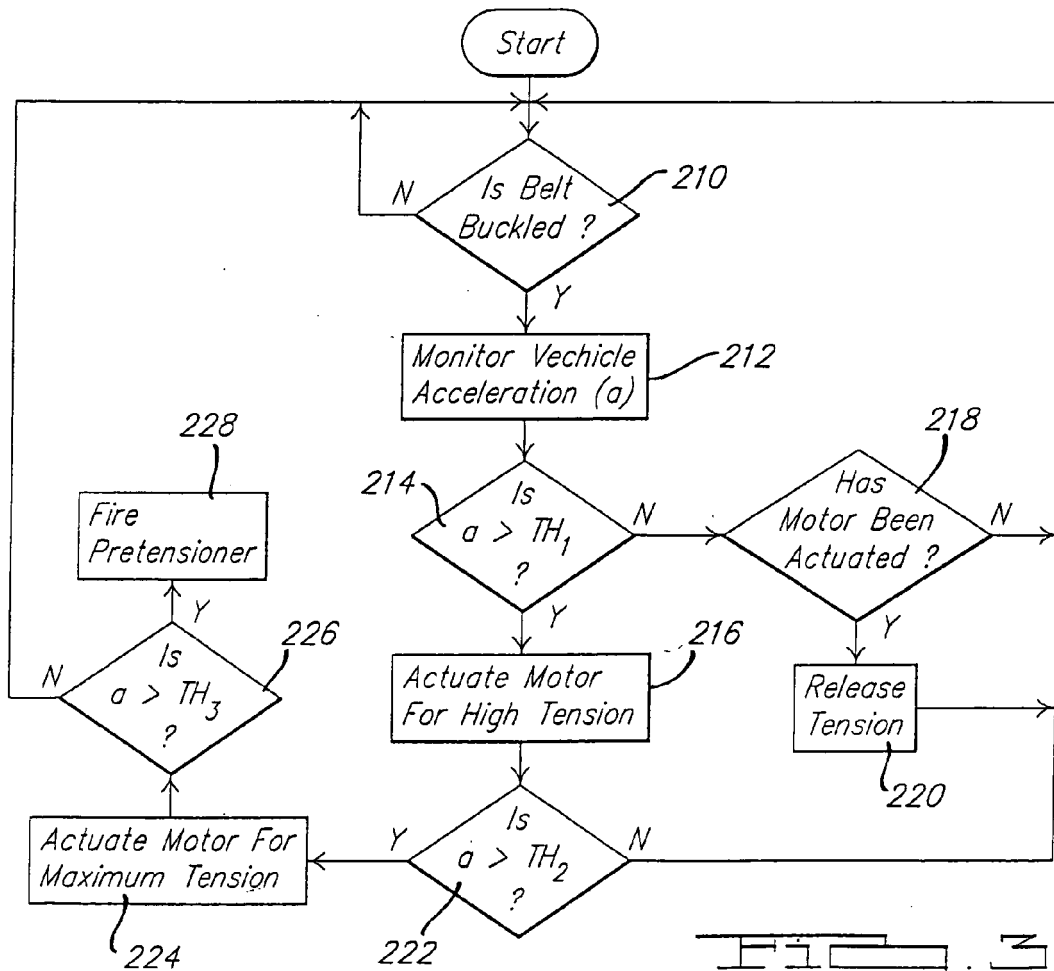 Start
Is Belt
Buckled ?
210
N
Y
Monitor Vechicle
Acceleration (a)
212
Is
a > TH1
?
214
N
Y
Has
Motor Been
Actuated ?
218
N
Y
Actuate Motor
For High Tension
216
Release
Tension
220
Is
a > TH2
?
222
Y
N
Actuate Motor For
Maximum Tension
224
Is
a > TH3
?
226
N
Y
Fire
Pretensioner
228
Fig. 3